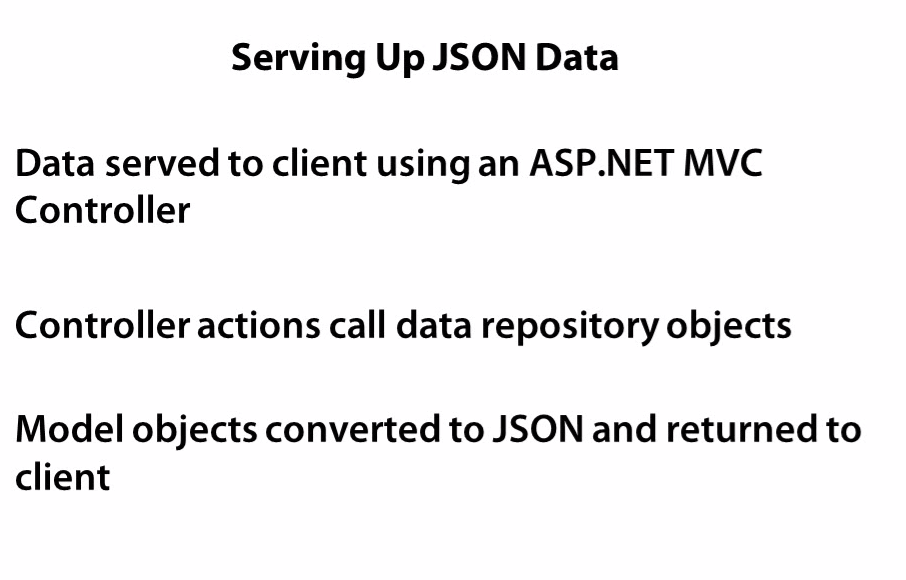 Serving Up JSON Data
Data served to client using an ASP.NET MVC
Controller
Controller actions call data repository objects
Model objects converted to JSON and returned to
client